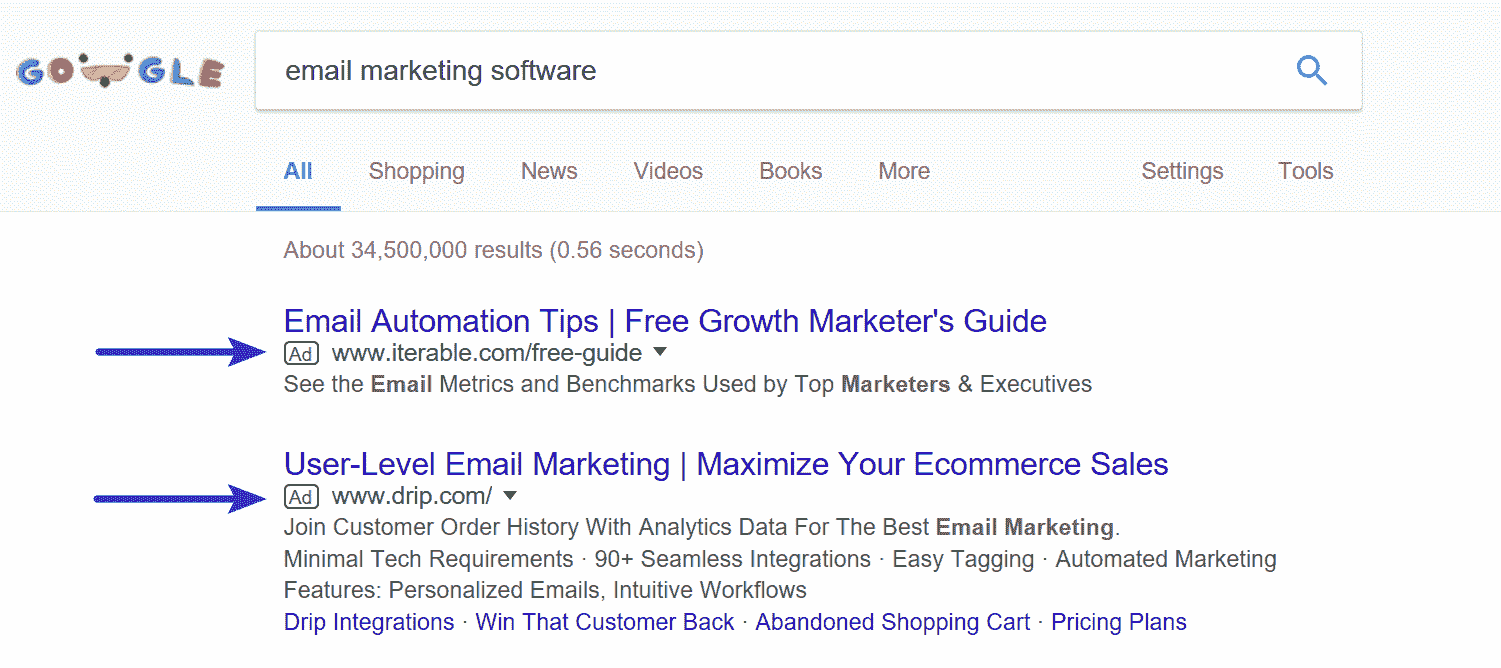 GOOGLE
email marketing software
All Shopping News Videos Books More Settings Tools
About 34,500,000 results (0.56 seconds)
Email Automation Tips | Free Growth Marketer's Guide
Ad www.iterable.com/free-guide
See the Email Metrics and Benchmarks Used by Top Marketers & Executives
User-Level Email Marketing | Maximize Your Ecommerce Sales
Ad www.drip.com/
Join Customer Order History With Analytics Data For The Best Email Marketing.
Minimal Tech Requirements · 90+ Seamless Integrations · Easy Tagging · Automated Marketing
Features: Personalized Emails, Intuitive Workflows
Drip Integrations · Win That Customer Back · Abandoned Shopping Cart · Pricing Plans